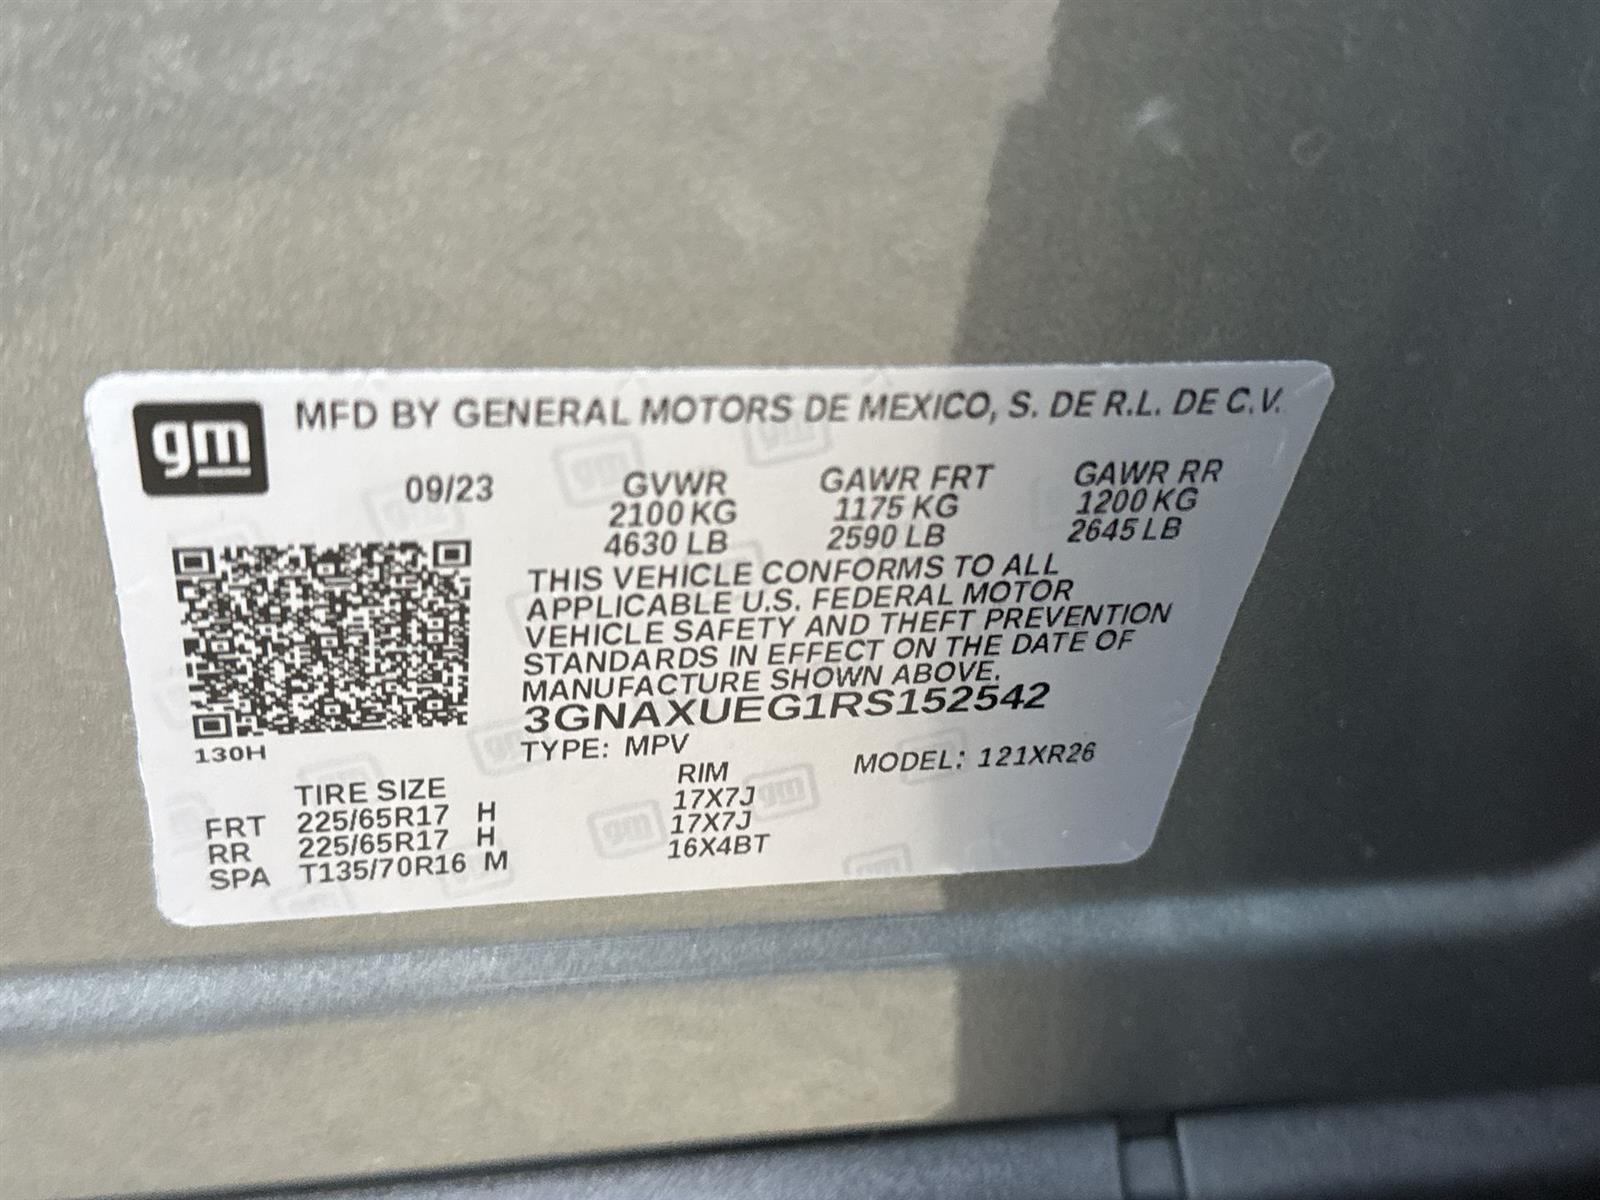 gm
MFD BY GENERAL MOTORS DE MEXICO, S. DE R.L. DE C.V.
09/23 GVWR GAWR FRT GAWR RR
2100 KG 1175 KG 1200 KG
4630 LB 2590 LB 2645 LB
THIS VEHICLE CONFORMS TO ALL
APPLICABLE U.S. FEDERAL MOTOR
VEHICLE SAFETY AND THEFT PREVENTION
STANDARDS IN EFFECT ON THE DATE OF
MANUFACTURE SHOWN ABOVE.
3GNAXUEG1RS152542
130H TYPE: MPV MODEL: 121XR26
TIRE SIZE RIM
FRT 225/65R17 H 17X7J
RR 225/65R17 H 17X7J
SPA T135/70R16 M 16X4BT